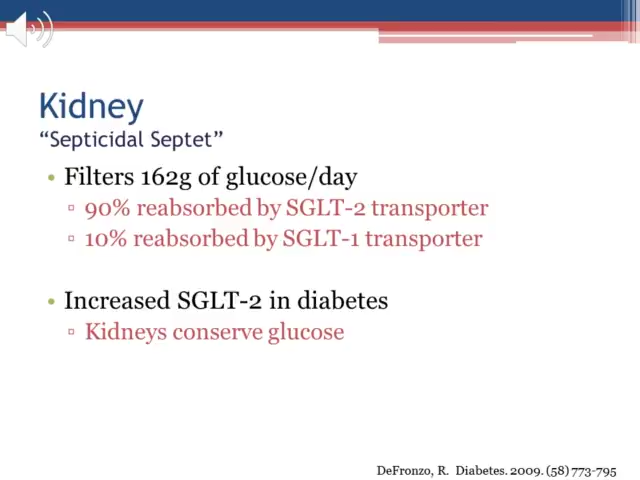 Kidney
“Septicidal Septet”
• Filters 162g of glucose/day
▫ 90% reabsorbed by SGLT-2 transporter
▫ 10% reabsorbed by SGLT-1 transporter
• Increased SGLT-2 in diabetes
▫ Kidneys conserve glucose
DeFronzo, R. Diabetes. 2009. (58) 773-795